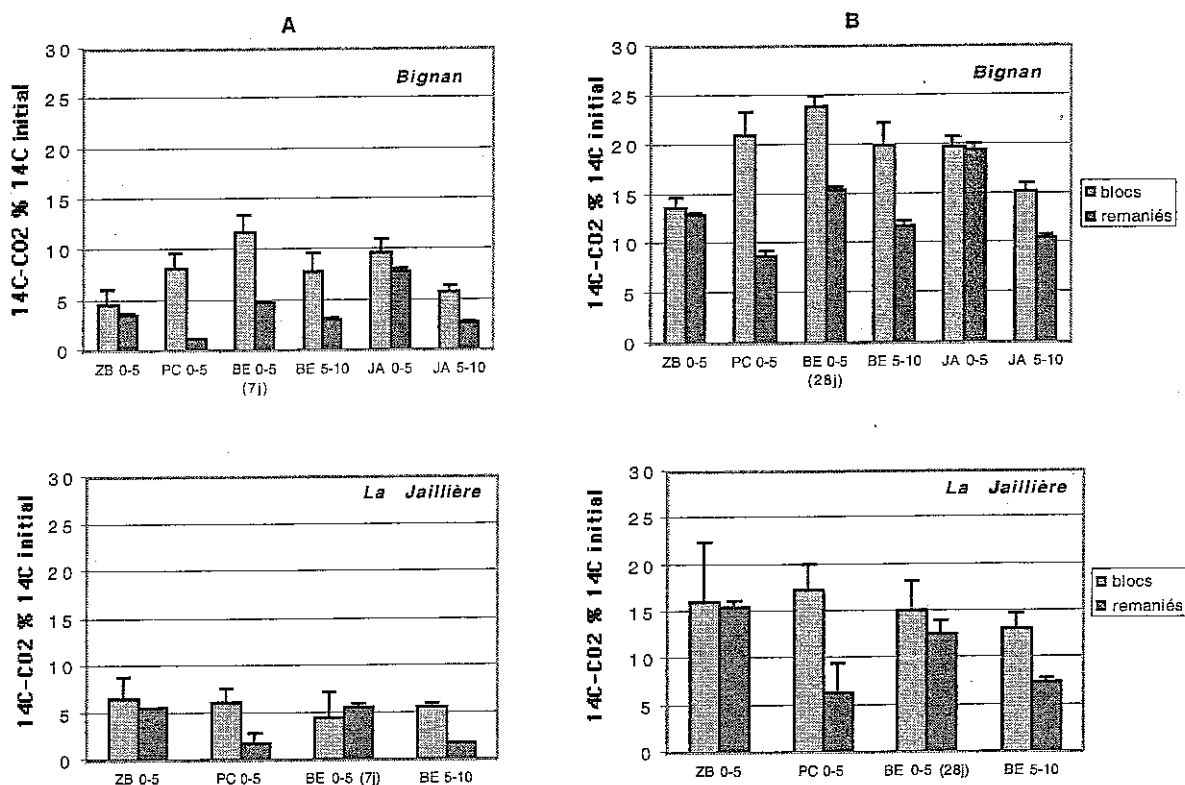 A
30
25
20
15
10
5
0
14C-CO2 % 14C initial
Bignan
ZB 0-5 PC 0-5 BE 0-5 BE 5-10 JA 0-5 JA 5-10
(7j)
B
30
25
20
15
10
5
0
14C-CO2 % 14C initial
Bignan
ZB 0-5 PC 0-5 BE 0-5 BE 5-10 JA 0-5 JA 5-10
(28j)
blocs
remaniés
30
25
20
15
10
5
0
14C-CO2 % 14C initial
La Jaillière
ZB 0-5 PC 0-5 BE 0-5 (7j) BE 5-10
30
25
20
15
10
5
0
14C-CO2 % 14C initial
La Jaillière
ZB 0-5 PC 0-5 BE 0-5 (28j) BE 5-10
blocs
remaniés